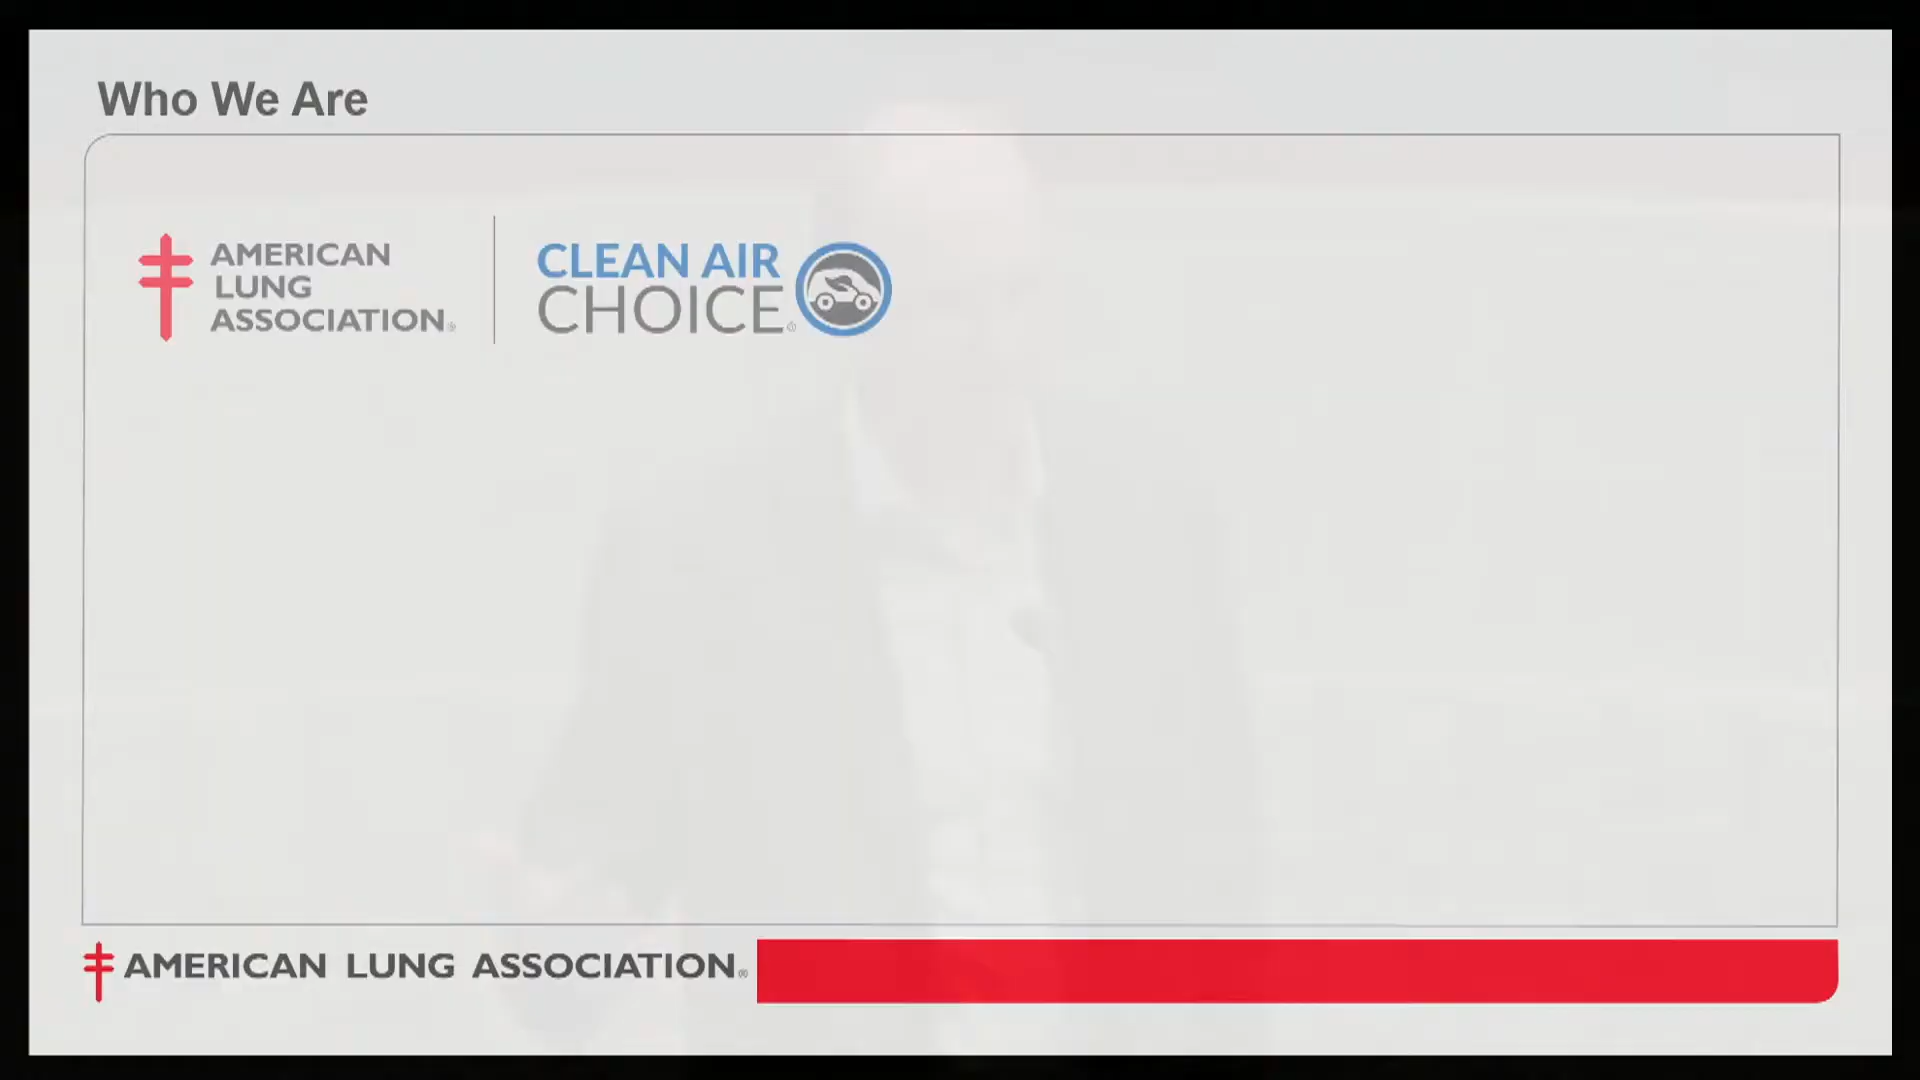 Who We Are
AMERICAN
LUNG
ASSOCIATION®
CLEAN AIR
CHOICE®
AMERICAN LUNG ASSOCIATION®